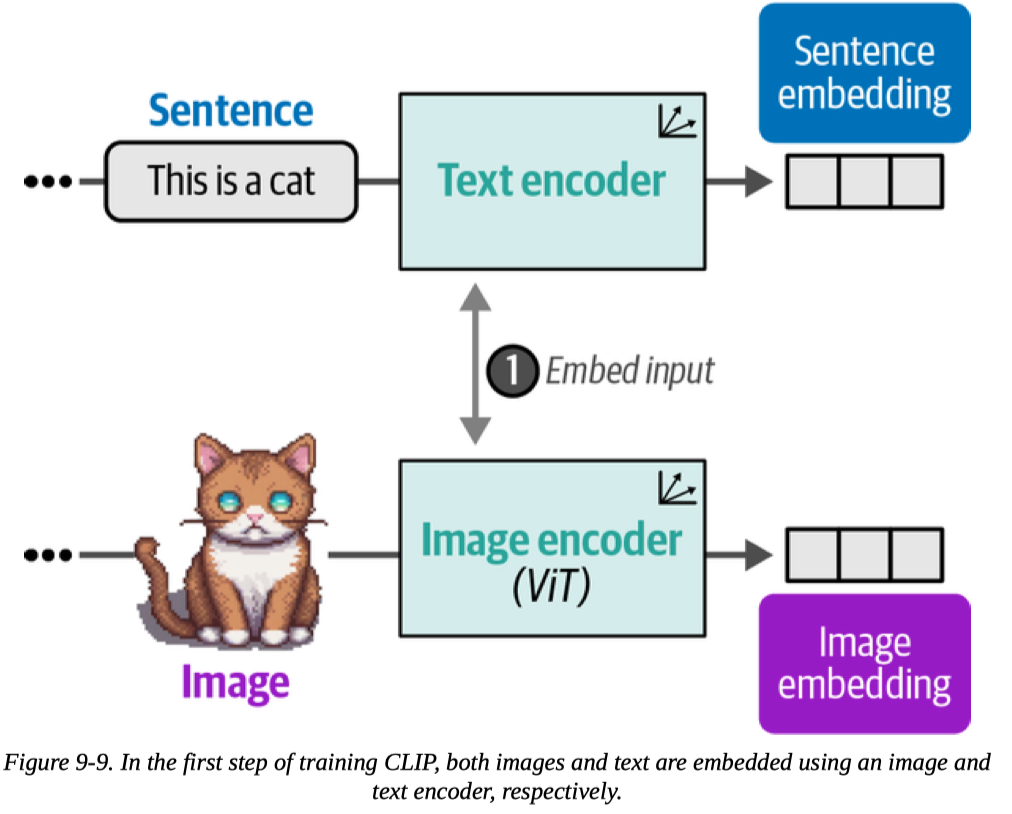 Sentence
embedding
Sentence
This is a cat
Text encoder
1 Embed input
Image encoder
(ViT)
Image
Image
embedding
Figure 9-9. In the first step of training CLIP, both images and text are embedded using an image and
text encoder, respectively.